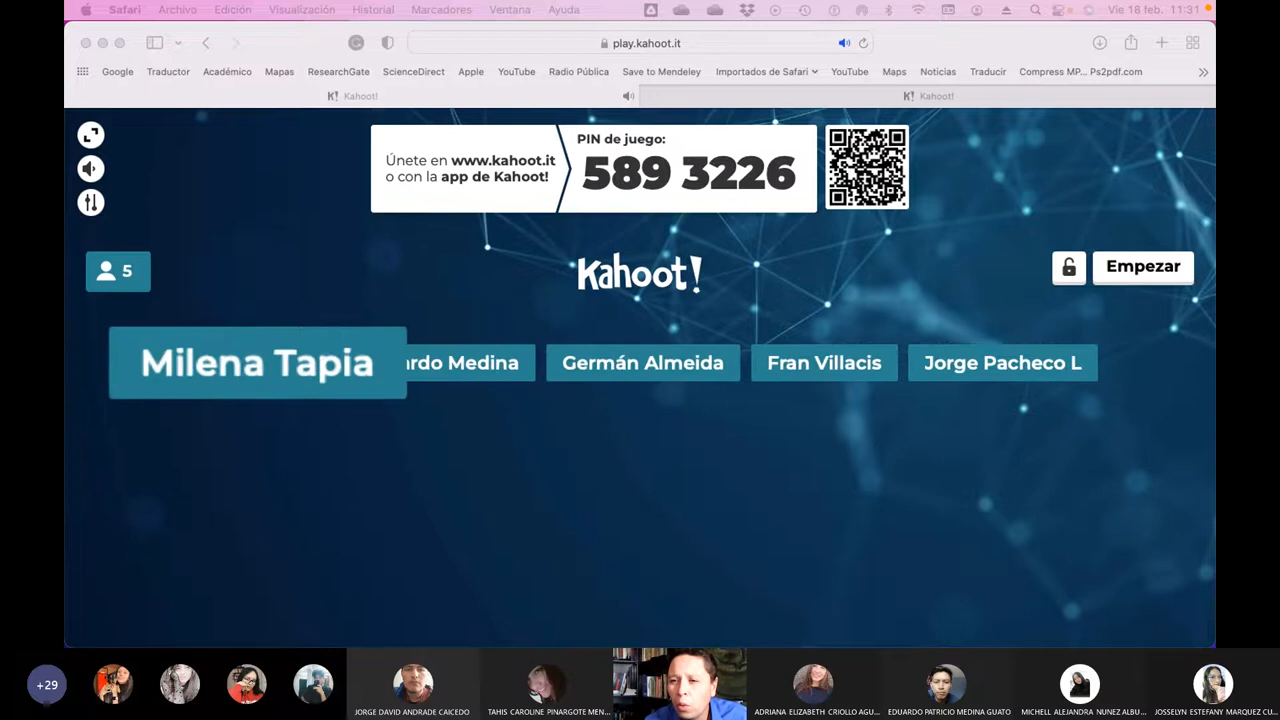 Safari Archivo Edición Visualización Historial Marcadores Ventana Ayuda Vie 18 feb. 11:31
play.kahoot.it
Google Traductor Académico Mapas ResearchGate ScienceDirect Apple YouTube Radio Pública Save to Mendeley Importados de Safari YouTube Maps Noticias Traducir Compress MP... Ps2pdf.com
K! Kahoot! K! Kahoot!
Únete en www.kahoot.it
o con la app de Kahoot!
PIN de juego:
589 3226
5
Kahoot!
Empezar
Milena Tapia rdo Medina Germán Almeida Fran Villacis Jorge Pacheco L
+29
JORGE DAVID ANDRADE CAICEDO TAHIS_CAROLINE PINARGOTE MEN... ADRIANA ELIZABETH CRIOLLO AGU... EDUARDO PATRICIO MEDINA GUATO MICHELL ALEJANDRA NUNEZ ALBU... JOSSELYN ESTEFANY MARQUEZ CU...